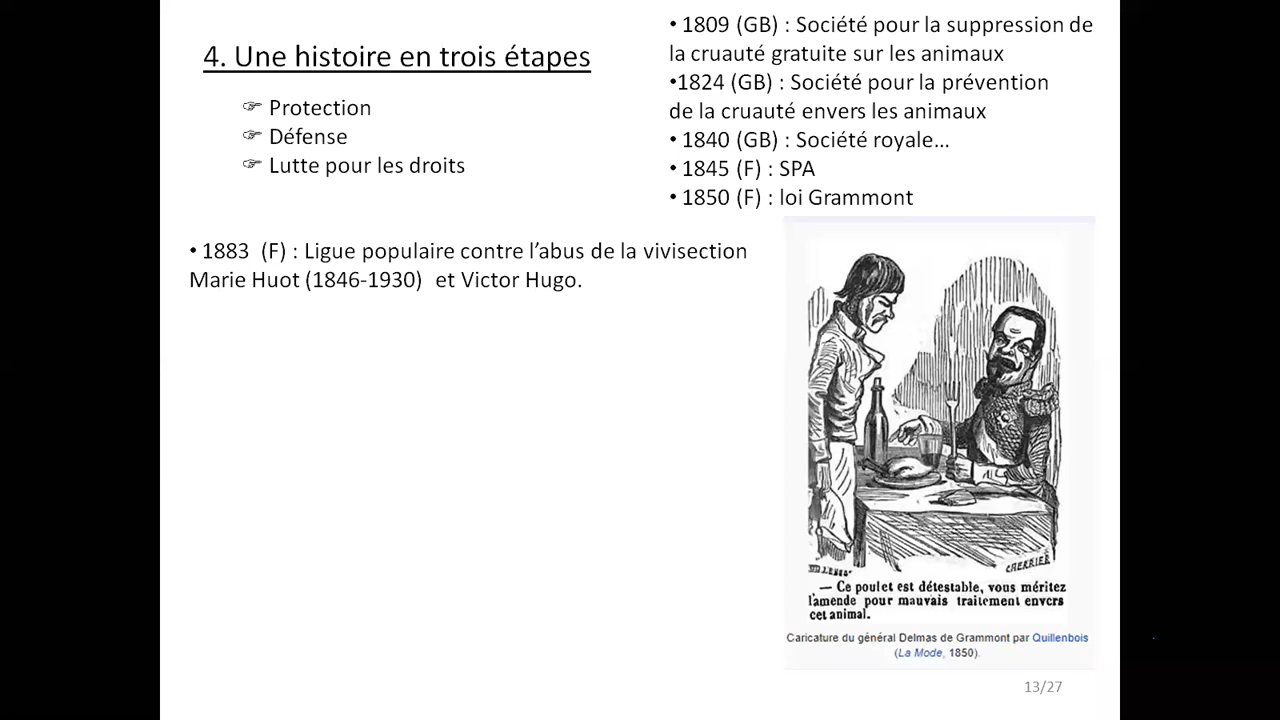 4. Une histoire en trois étapes
☞ Protection
☞ Défense
☞ Lutte pour les droits
• 1809 (GB) : Société pour la suppression de
la cruauté gratuite sur les animaux
•1824 (GB) : Société pour la prévention
de la cruauté envers les animaux
• 1840 (GB) : Société royale…
• 1845 (F) : SPA
• 1850 (F) : loi Grammont
• 1883 (F) : Ligue populaire contre l’abus de la vivisection
Marie Huot (1846-1930) et Victor Hugo.
CHERRIER
— Ce poulet est détestable, vous méritez
l'amende pour mauvais traitement envers
cet animal.
Caricature du général Delmas de Grammont par Quillenbois
(La Mode, 1850).
13/27